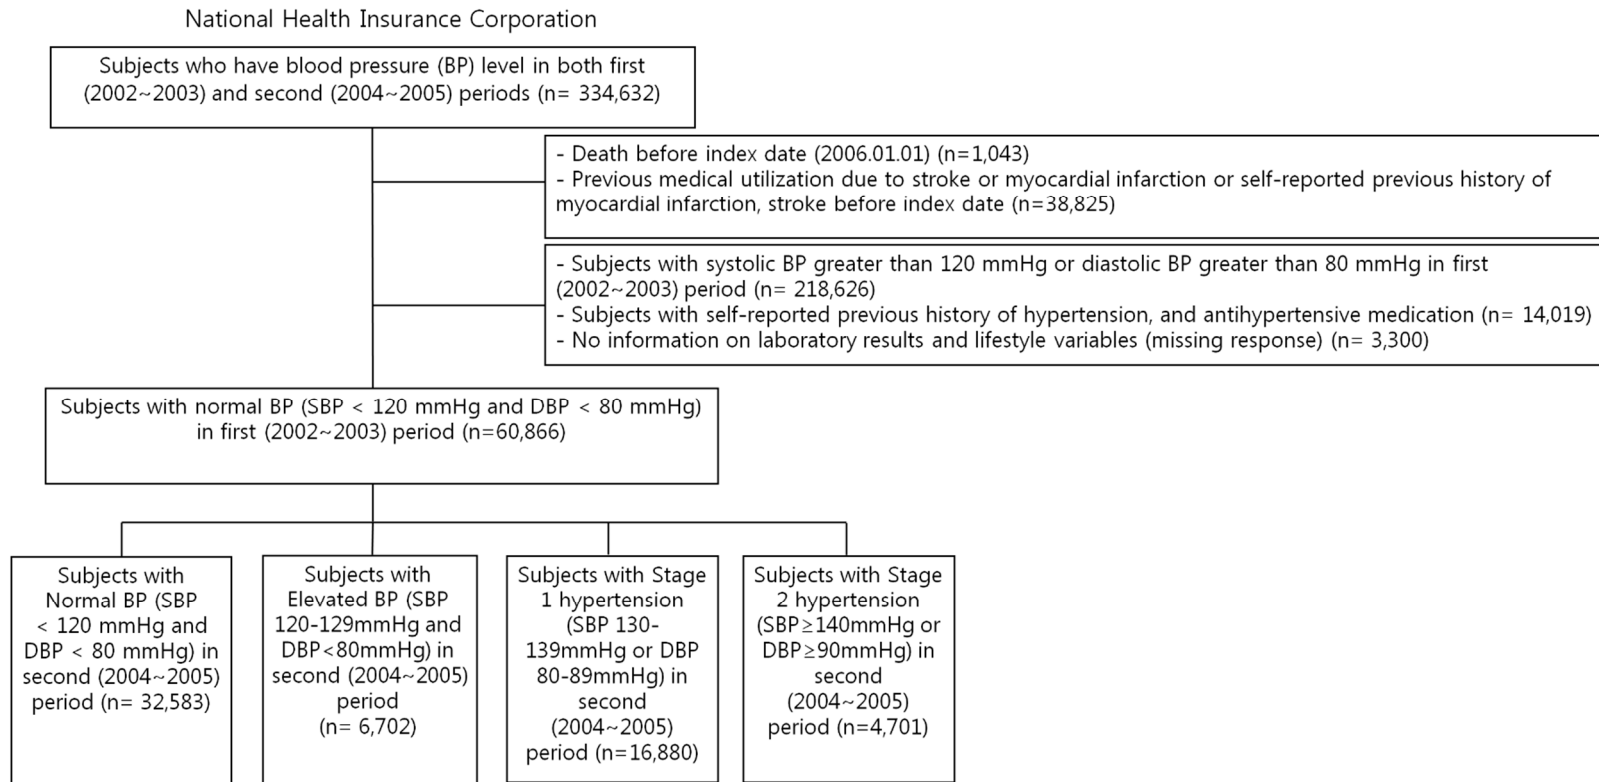 National Health Insurance Corporation
Subjects who have blood pressure (BP) level in both first
(2002~2003) and second (2004~2005) periods (n= 334,632)
- Death before index date (2006.01.01) (n=1,043)
- Previous medical utilization due to stroke or myocardial infarction or self-reported previous history of
myocardial infarction, stroke before index date (n=38,825)
- Subjects with systolic BP greater than 120 mmHg or diastolic BP greater than 80 mmHg in first
(2002~2003) period (n= 218,626)
- Subjects with self-reported previous history of hypertension, and antihypertensive medication (n= 14,019)
- No information on laboratory results and lifestyle variables (missing response) (n= 3,300)
Subjects with normal BP (SBP < 120 mmHg and DBP < 80 mmHg)
in first (2002~2003) period (n=60,866)
Subjects with
Normal BP (SBP
< 120 mmHg and
DBP < 80 mmHg) in
second (2004~2005)
period (n= 32,583)
Subjects with
Elevated BP (SBP
120-129mmHg and
DBP<80mmHg) in
second (2004~2005)
period
(n= 6,702)
Subjects with Stage
1 hypertension
(SBP 130-
139mmHg or DBP
80-89mmHg) in
second
(2004~2005)
period (n=16,880)
Subjects with Stage
2 hypertension
(SBP≥140mmHg or
DBP≥90mmHg) in
second
(2004~2005)
period (n=4,701)